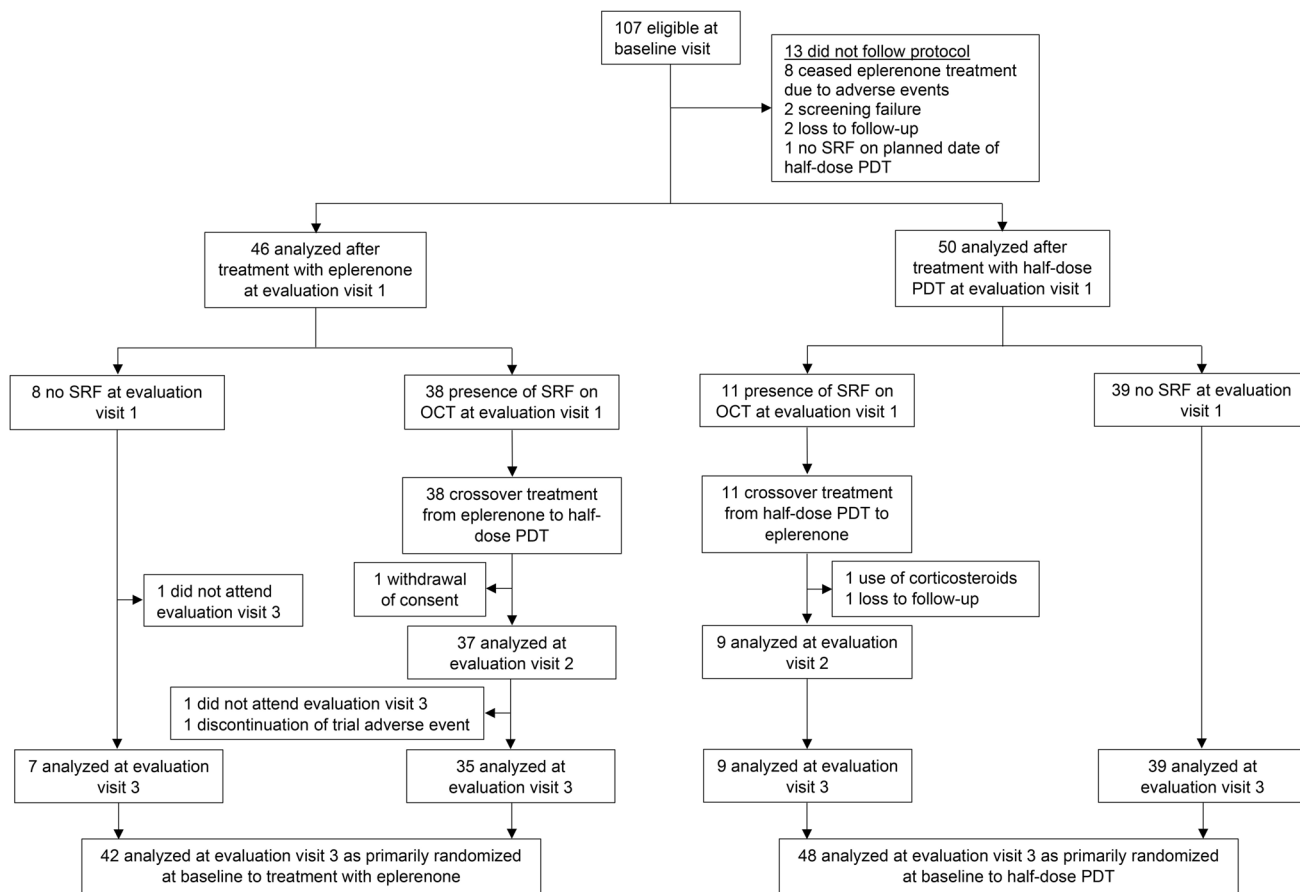 107 eligible at
baseline visit
13 did not follow protocol
8 ceased eplerenone treatment
due to adverse events
2 screening failure
2 loss to follow-up
1 no SRF on planned date of
half-dose PDT
46 analyzed after
treatment with eplerenone
at evaluation visit 1
50 analyzed after
treatment with half-dose
PDT at evaluation visit 1
8 no SRF at evaluation
visit 1
38 presence of SRF on
OCT at evaluation visit 1
11 presence of SRF on
OCT at evaluation visit 1
39 no SRF at evaluation
visit 1
38 crossover treatment
from eplerenone to half-
dose PDT
11 crossover treatment
from half-dose PDT to
eplerenone
1 did not attend
evaluation visit 3
1 withdrawal
of consent
1 use of corticosteroids
1 loss to follow-up
37 analyzed at
evaluation visit 2
9 analyzed at evaluation
visit 2
1 did not attend evaluation visit 3
1 discontinuation of trial adverse event
7 analyzed at evaluation
visit 3
35 analyzed at
evaluation visit 3
9 analyzed at evaluation
visit 3
39 analyzed at
evaluation visit 3
42 analyzed at evaluation visit 3 as primarily randomized
at baseline to treatment with eplerenone
48 analyzed at evaluation visit 3 as primarily randomized
at baseline to half-dose PDT